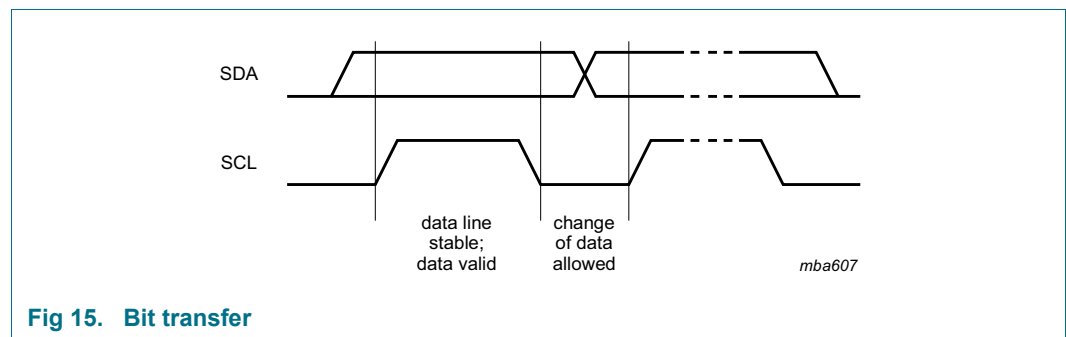 SDA
SCL
data line
stable;
data valid
change
of data
allowed
mba607
Fig 15. Bit transfer